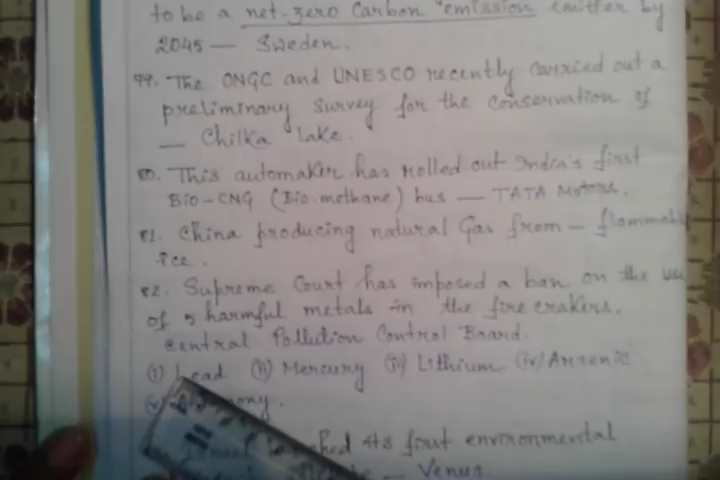 to be a net-zero Carbon emission emitter by
2045 — Sweden.
79. The ONGC and UNESCO recently carried out a
preliminary survey for the conservation of
— Chilka lake.
80. This automaker has rolled out India's first
Bio-CNG (Bio-methane) bus — TATA Motors.
81. China producing natural Gas from — flammable
ice.
82. Supreme Court has imposed a ban on the use
of 5 harmful metals in the fire crakers.
Central Pollution Control Board.
(i) Lead (ii) Mercury (iii) Lithium (iv) Arsenic
(v)
its first environmental
— Venus